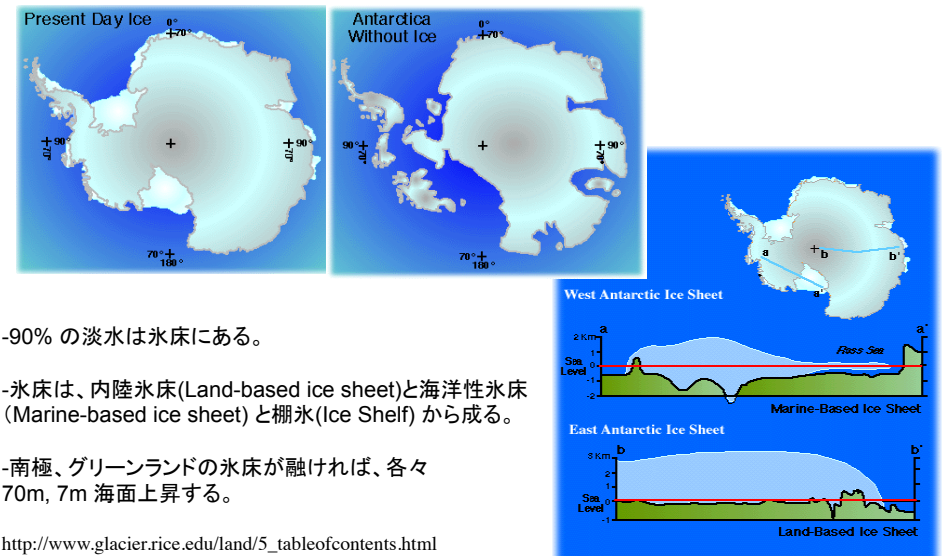 Present Day Ice
0°
70°
90°
70°
90°
70°
70°
180°
Antarctica
Without Ice
0°
70°
90°
70°
90°
70°
70°
180°
-90% の淡水は氷床にある。
-氷床は、内陸氷床(Land-based ice sheet)と海洋性氷床
（Marine-based ice sheet) と棚氷(Ice Shelf) から成る。
-南極、グリーンランドの氷床が融ければ、各々
70m, 7m 海面上昇する。
http://www.glacier.rice.edu/land/5_tableofcontents.html
a
b
b'
a'
West Antarctic Ice Sheet
a
a'
2 Km
1
0
-1
-2
Sea
Level
Ross Sea
Marine-Based Ice Sheet
East Antarctic Ice Sheet
b
b'
3 Km
2
1
-1
Sea
Level
Land-Based Ice Sheet